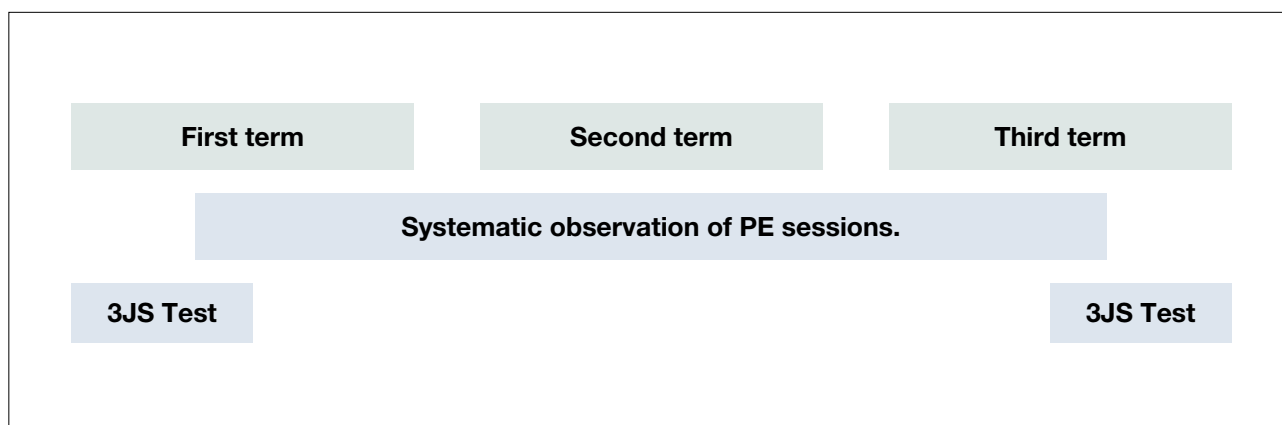 First term Second term Third term
Systematic observation of PE sessions.
3JS Test 3JS Test